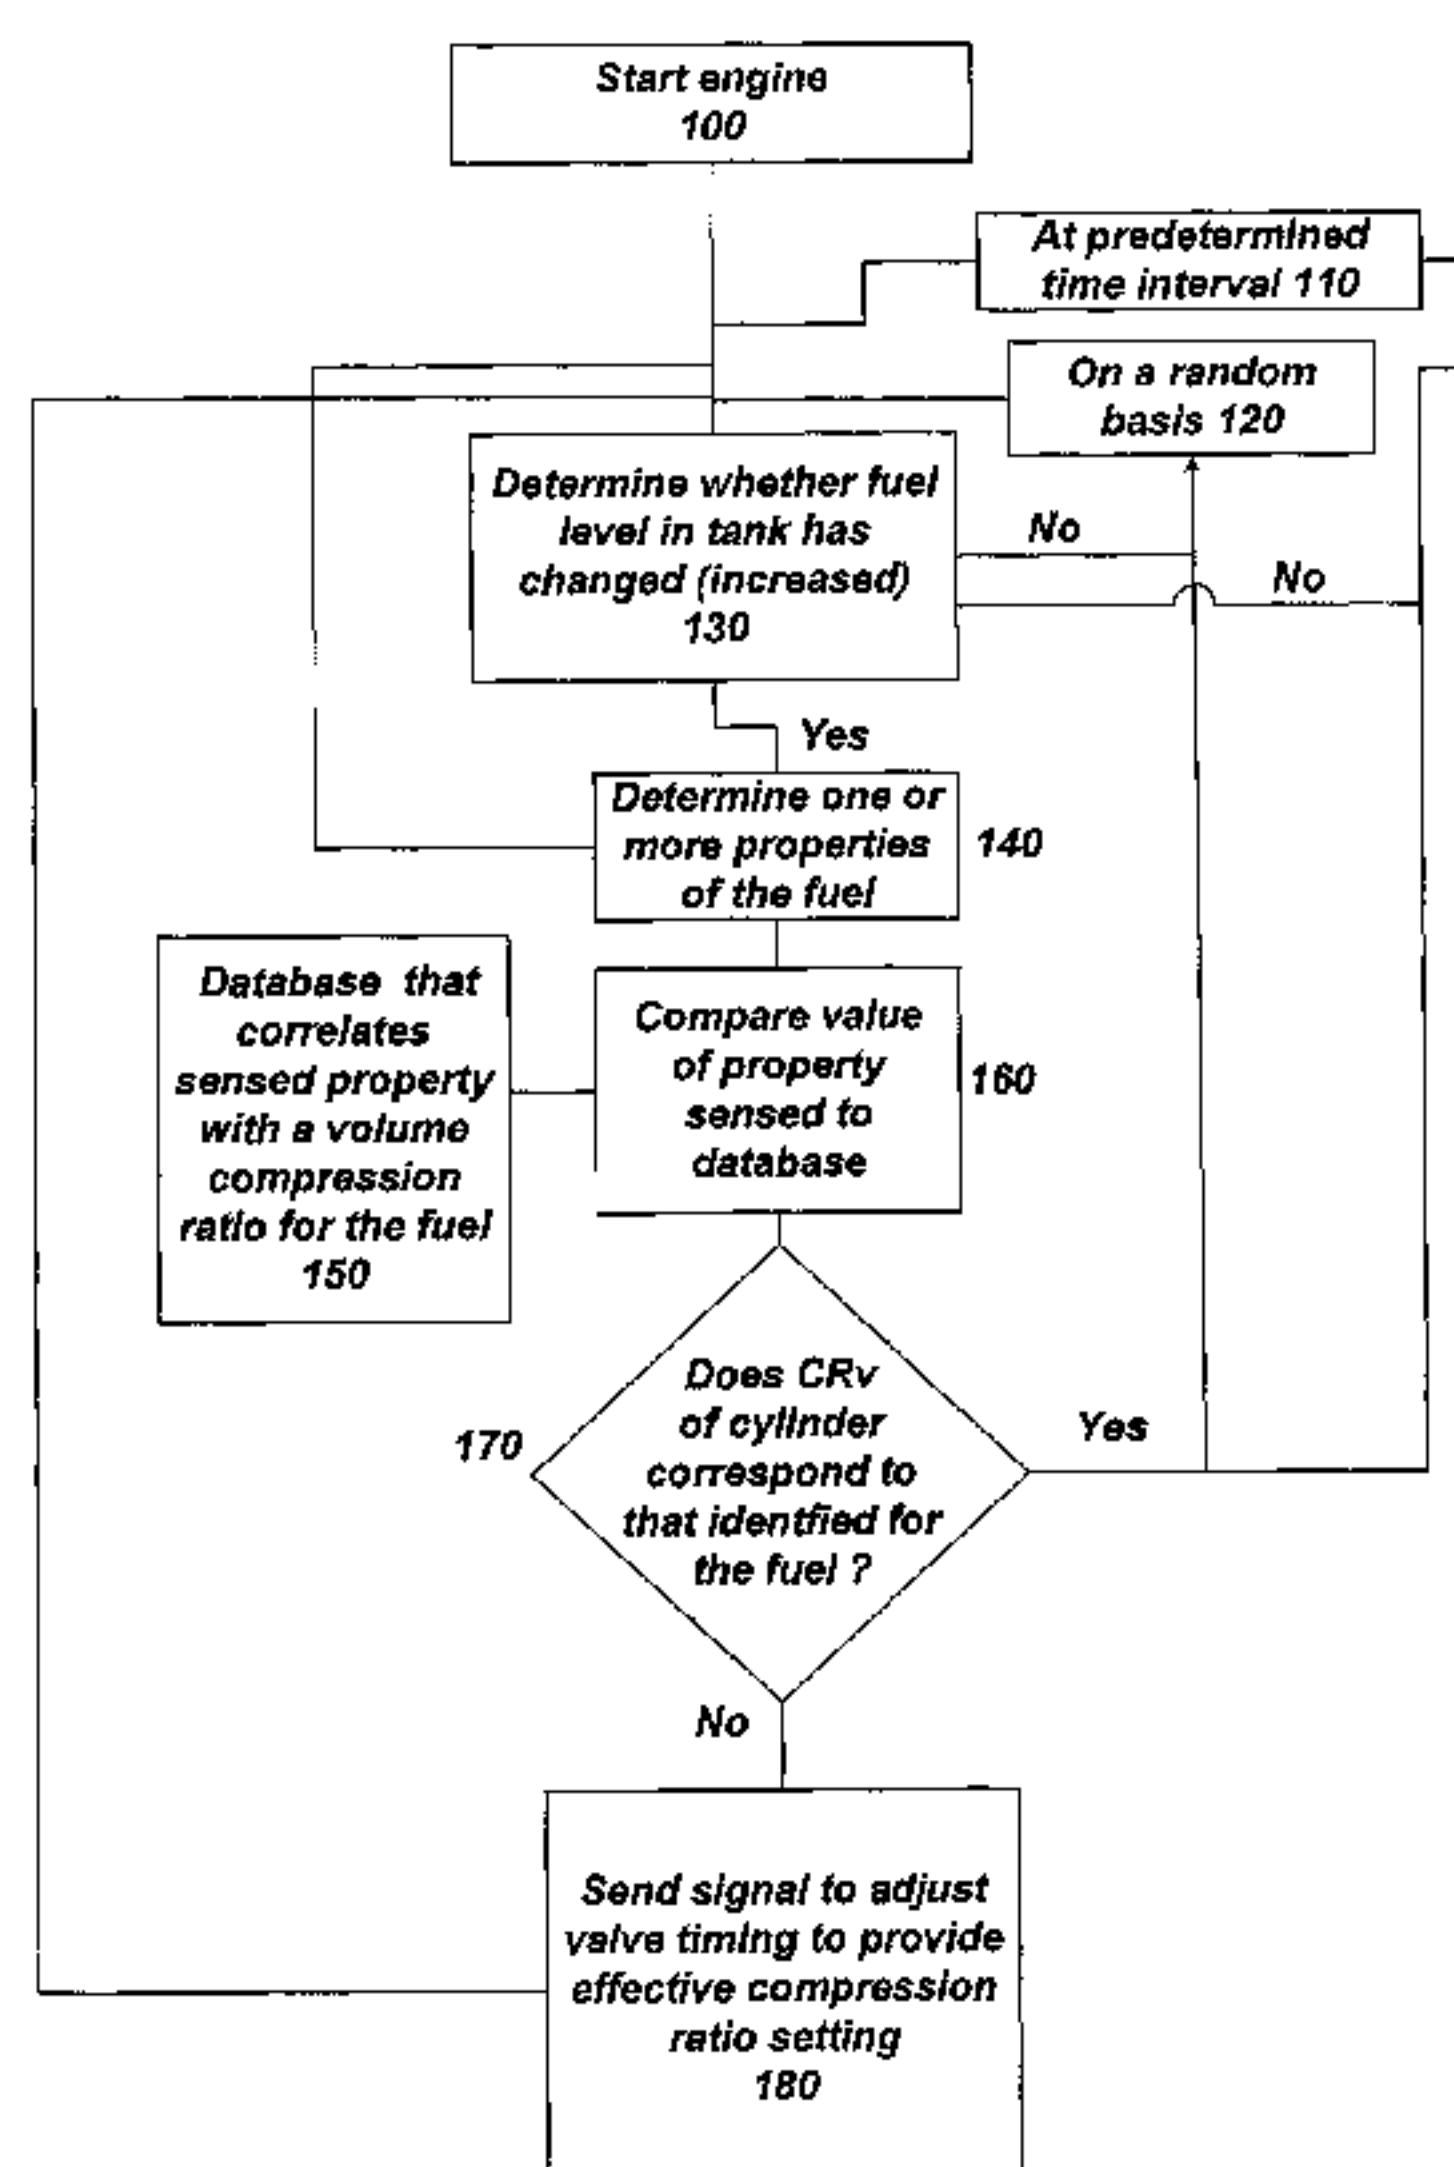 Start engine
100
At predetermined
time interval 110
On a random
basis 120
Determine whether fuel
level in tank has
changed (increased)
130
No
No
Yes
Determine one or
more properties
of the fuel
140
Database that
correlates
sensed property
with a volume
compression
ratio for the fuel
150
Compare value
of property
sensed to
database
160
Does CRv
of cylinder
correspond to
that identfied for
the fuel ?
170
Yes
No
Send signal to adjust
valve timing to provide
effective compression
ratio setting
180